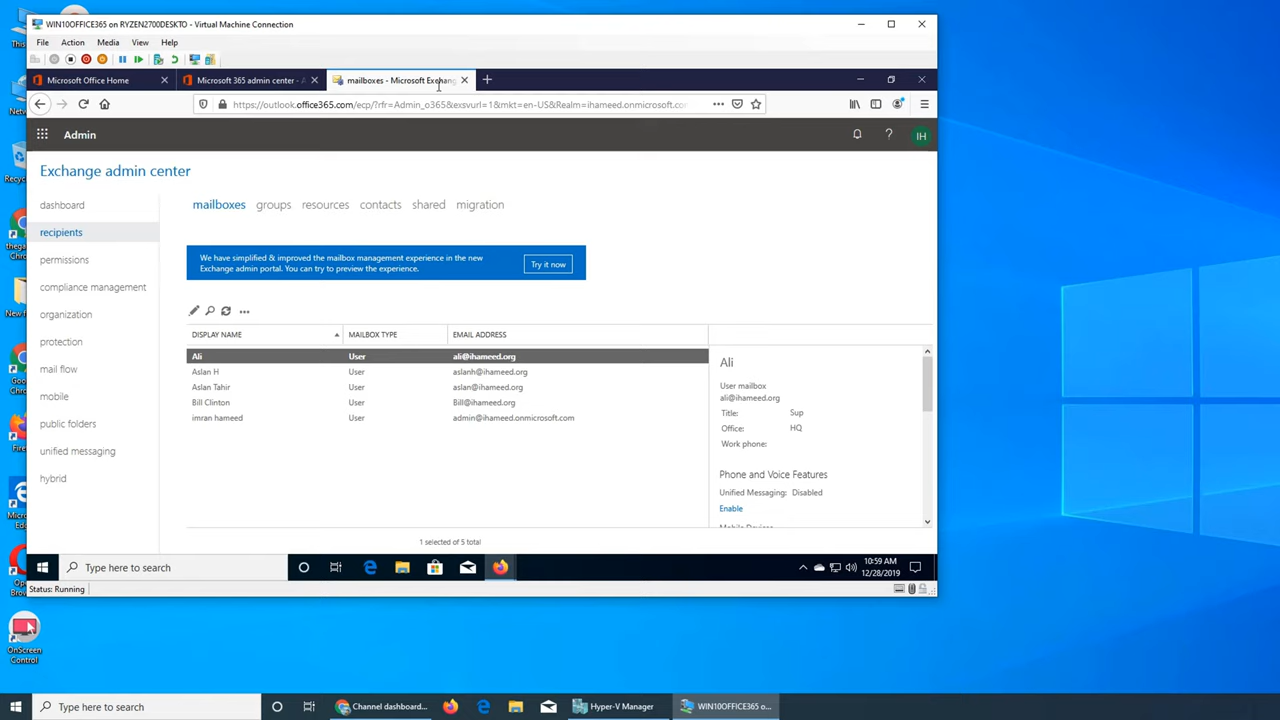 WIN10OFFICE365 on RYZEN2700DESKTO - Virtual Machine Connection
File Action Media View Help
Microsoft Office Home
Microsoft 365 admin center - A
mailboxes - Microsoft Exchang
https://outlook.office365.com/ecp/?rfr=Admin_o365&exsvurl=1&mkt=en-US&Realm=ihameed.onmicrosoft.co
Admin
IH
Exchange admin center
dashboard
recipients
permissions
compliance management
organization
protection
mail flow
mobile
public folders
unified messaging
hybrid
mailboxes groups resources contacts shared migration
We have simplified & improved the mailbox management experience in the new
Exchange admin portal. You can try to preview the experience.
Try it now
DISPLAY NAME MAILBOX TYPE EMAIL ADDRESS
Ali User ali@ihameed.org
Aslan H User aslanh@ihameed.org
Aslan Tahir User aslan@ihameed.org
Bill Clinton User Bill@ihameed.org
imran hameed User admin@ihameed.onmicrosoft.com
Ali
User mailbox
ali@ihameed.org
Title: Sup
Office: HQ
Work phone:
Phone and Voice Features
Unified Messaging: Disabled
Enable
Mobile Devices
1 selected of 5 total
Type here to search
10:59 AM
12/28/2019
Status: Running
OnScreen
Control
Type here to search
Channel dashboard...
Hyper-V Manager
WIN10OFFICE365 o...